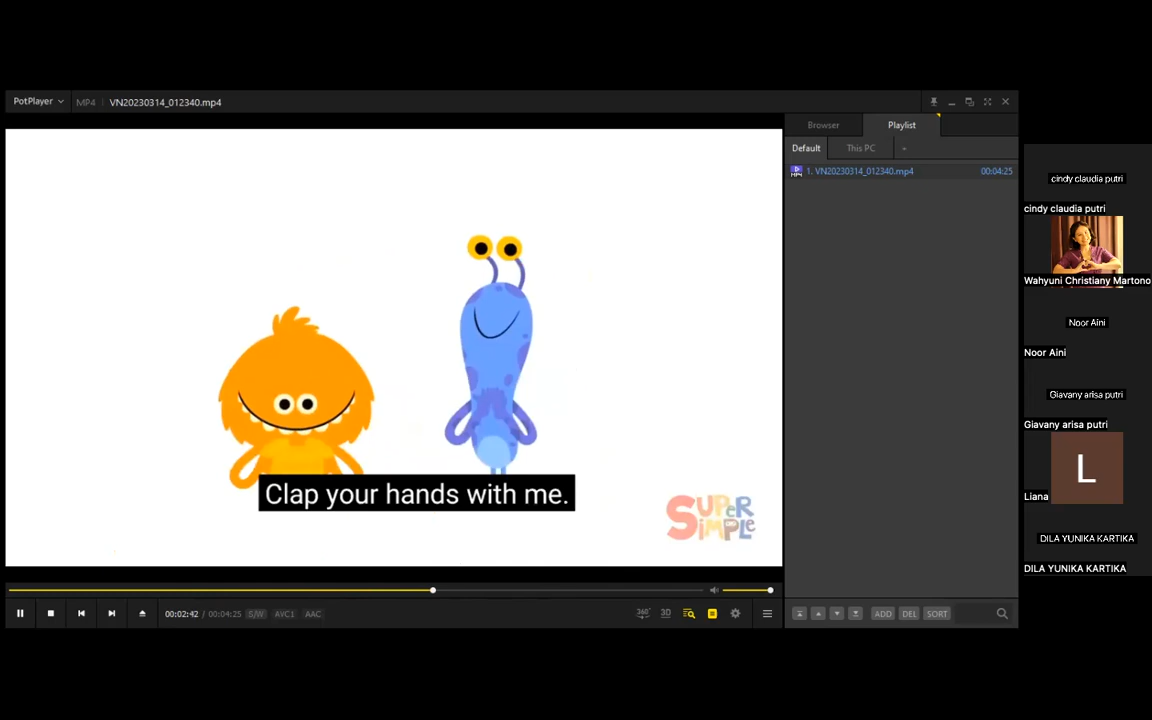 PotPlayer
MP4
VN20230314_012340.mp4
Browser
Playlist
Default
This PC
1. VN20230314_012340.mp4
00:04:25
Clap your hands with me.
SUPER
SIMPLE
00:02:42 / 00:04:25
S/W
AVC1
AAC
360°
3D
ADD
DEL
SORT
cindy claudia putri
cindy claudia putri
Wahyuni Christiany Martono
Noor Aini
Noor Aini
Giavany arisa putri
Giavany arisa putri
L
Liana
DILA YUNIKA KARTIKA
DILA YUNIKA KARTIKA